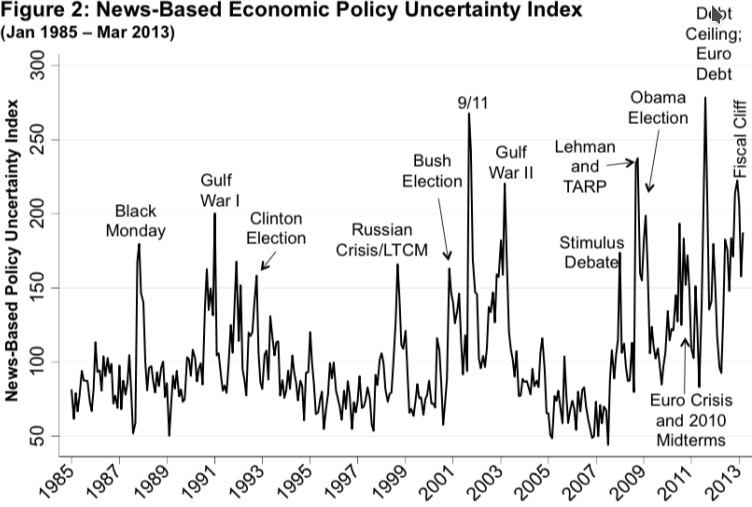 Figure 2: News-Based Economic Policy Uncertainty Index
(Jan 1985 – Mar 2013)
News-Based Policy Uncertainty Index
300
250
200
150
100
50
Black
Monday
Gulf
War I
Clinton
Election
Russian
Crisis/LTCM
Bush
Election
9/11
Gulf
War II
Lehman
and
TARP
Stimulus
Debate
Obama
Election
Debt
Ceiling;
Euro
Debt
Fiscal Cliff
Euro Crisis
and 2010
Midterms
1985
1987
1989
1991
1993
1995
1997
1999
2001
2003
2005
2007
2009
2011
2013